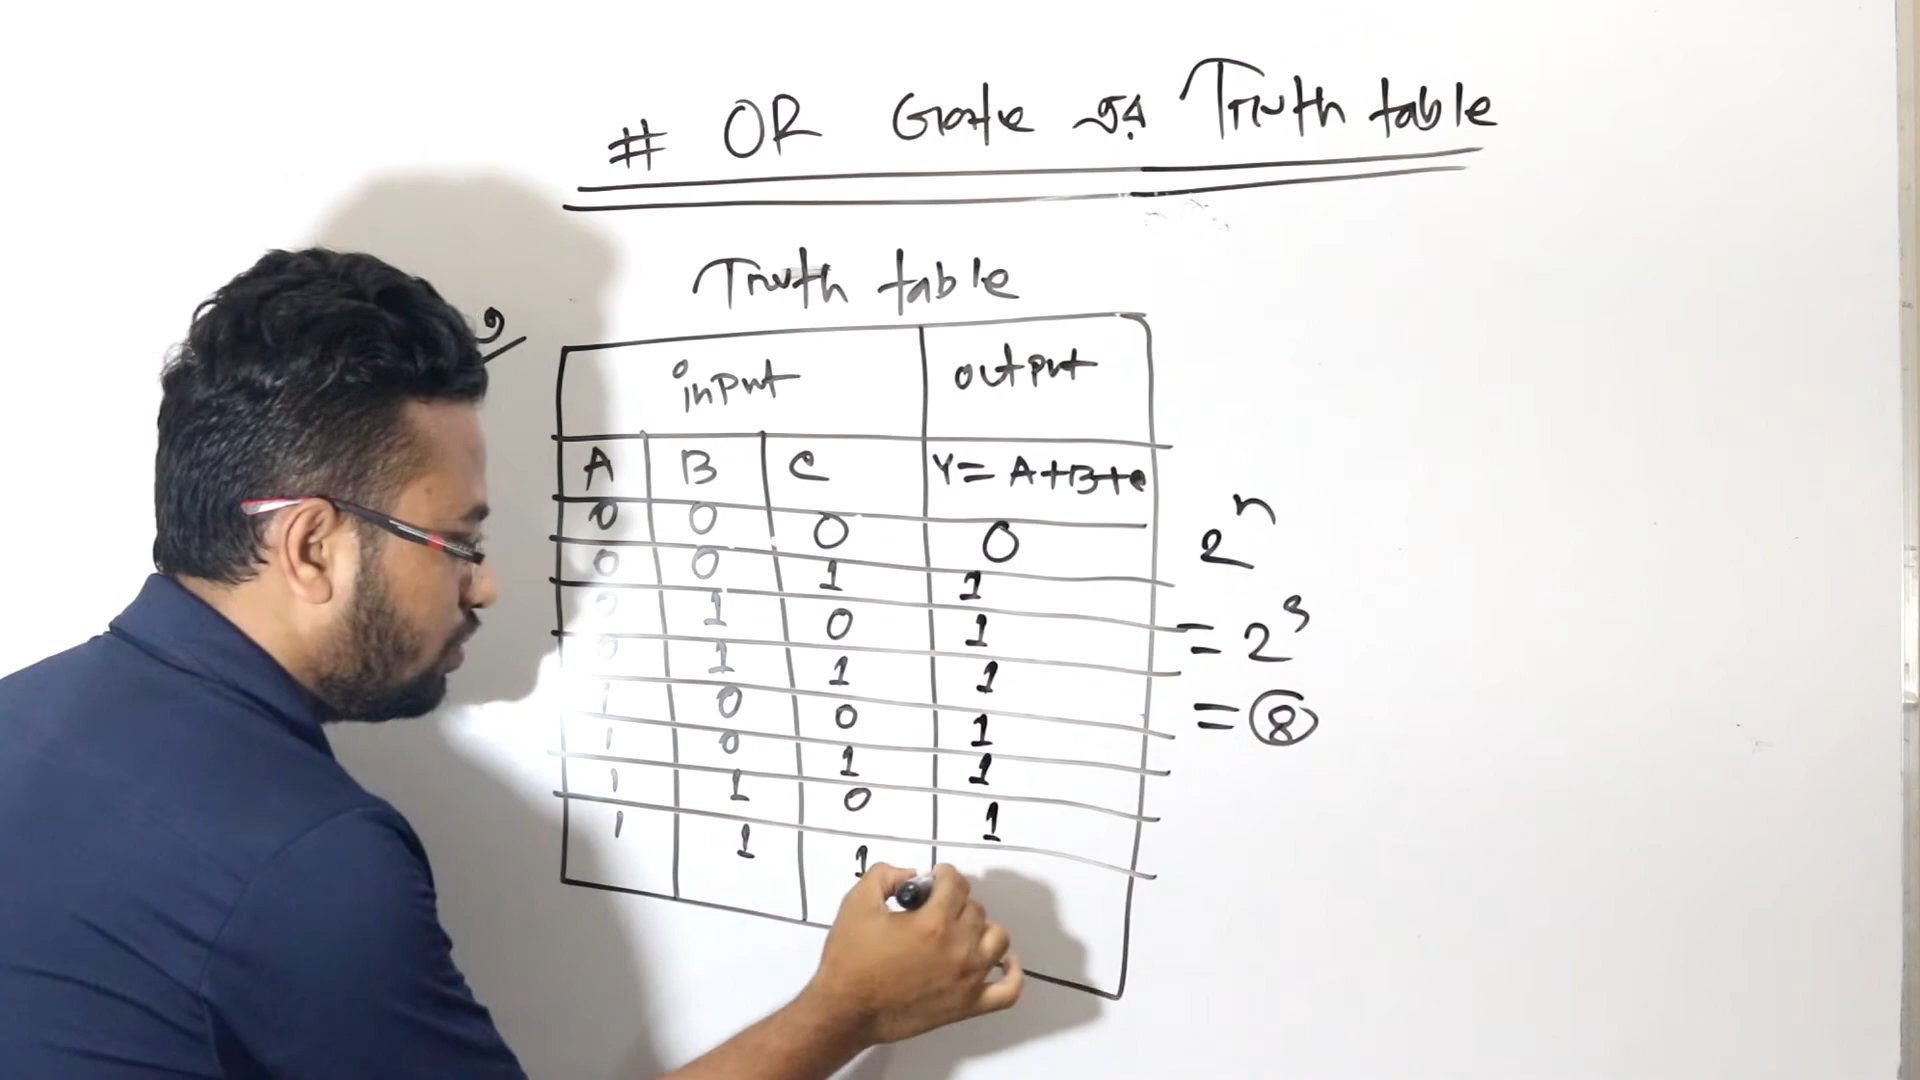 # OR Gate এর Truth table
Truth table
input output
A B C Y = A+B+C
0 0 0 0
0 0 1 1
0 1 0 1
0 1 1 1
1 0 0 1
1 0 1 1
1 1 0 1
1 1 1
2ⁿ
= 2³
= 8